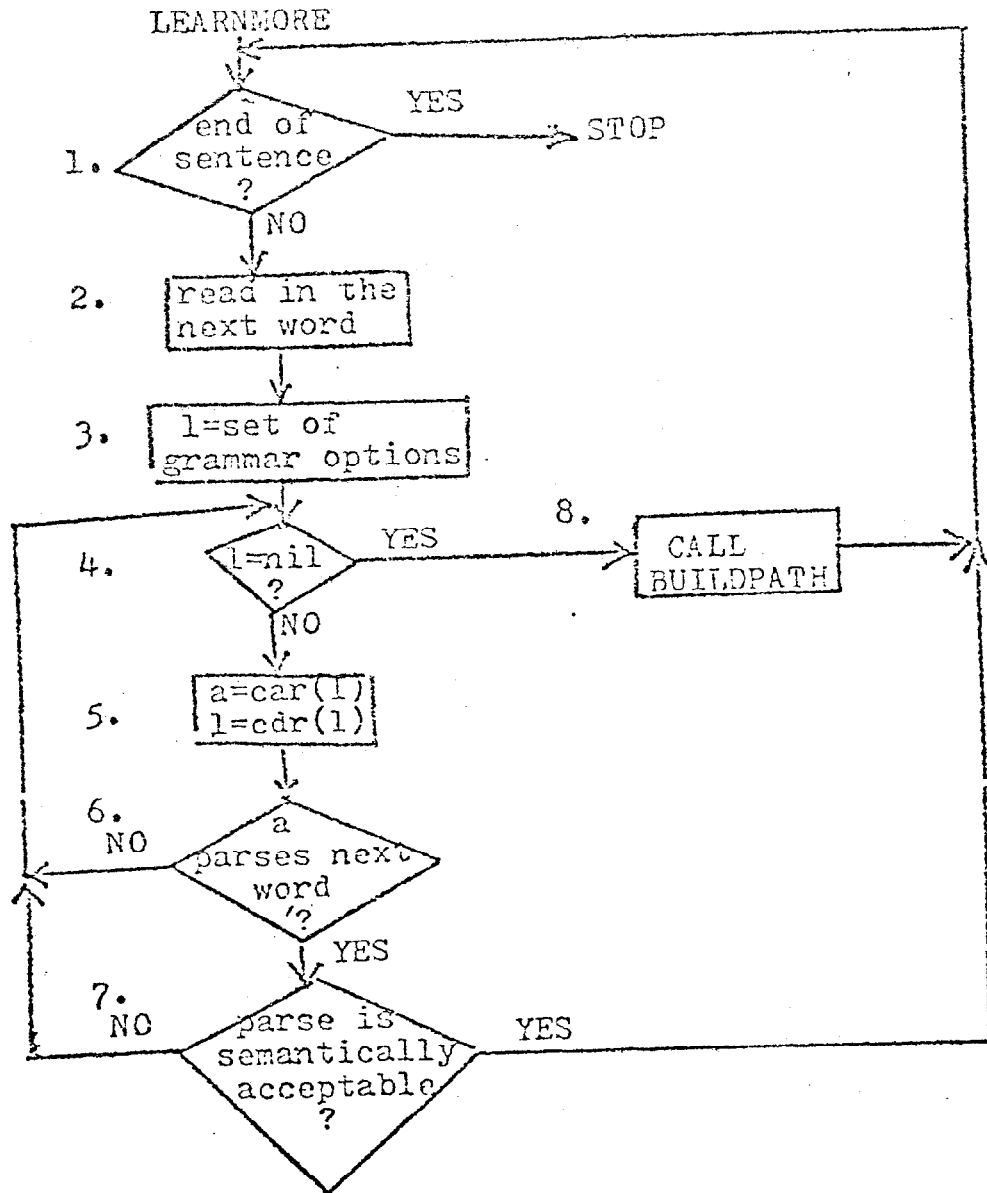 LEARNMORE
YES
STOP
1.
end of
sentence
?
NO
2.
read in the
next word
3.
l=set of
grammar options
4.
l=nil
?
YES
8.
CALL
BUILDPATH
NO
5.
a=car(l)
l=cdr(l)
6.
NO
a
parses next
word
?
YES
7.
NO
parse is
semantically
acceptable
?
YES